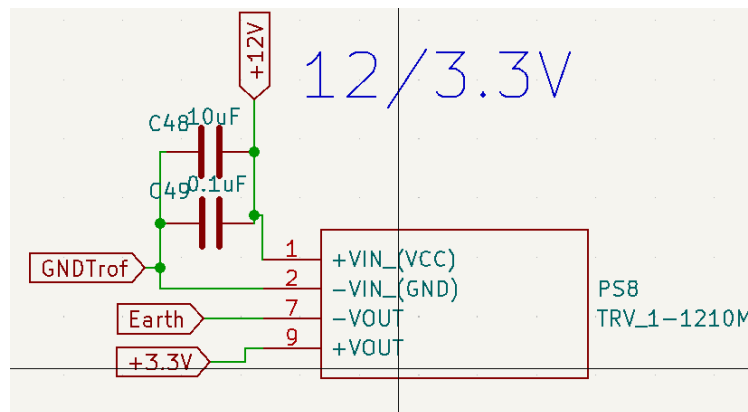 +12V
12/3.3V
C48
10uF
C49
0.1uF
GNDTrof
1
+VIN_(VCC)
2
-VIN_(GND)
PS8
Earth
7
-VOUT
TRV_1-1210M
9
+VOUT
+3.3V